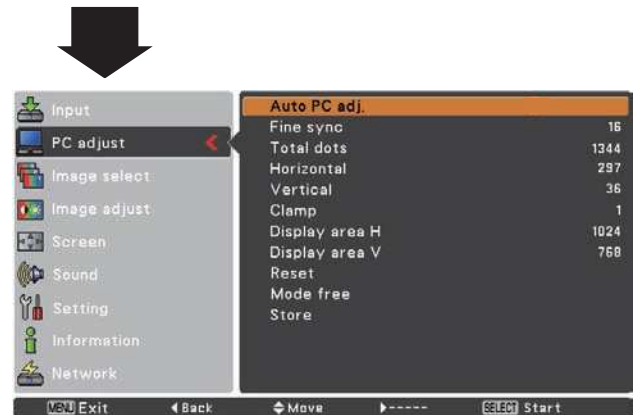 Input
PC adjust
Image select
Image adjust
Screen
Sound
Setting
Information
Network
Auto PC adj.
Fine sync 16
Total dots 1344
Horizontal 297
Vertical 36
Clamp 1
Display area H 1024
Display area V 768
Reset
Mode free
Store
MENU Exit ◀Back Move ▶----- SELECT Start